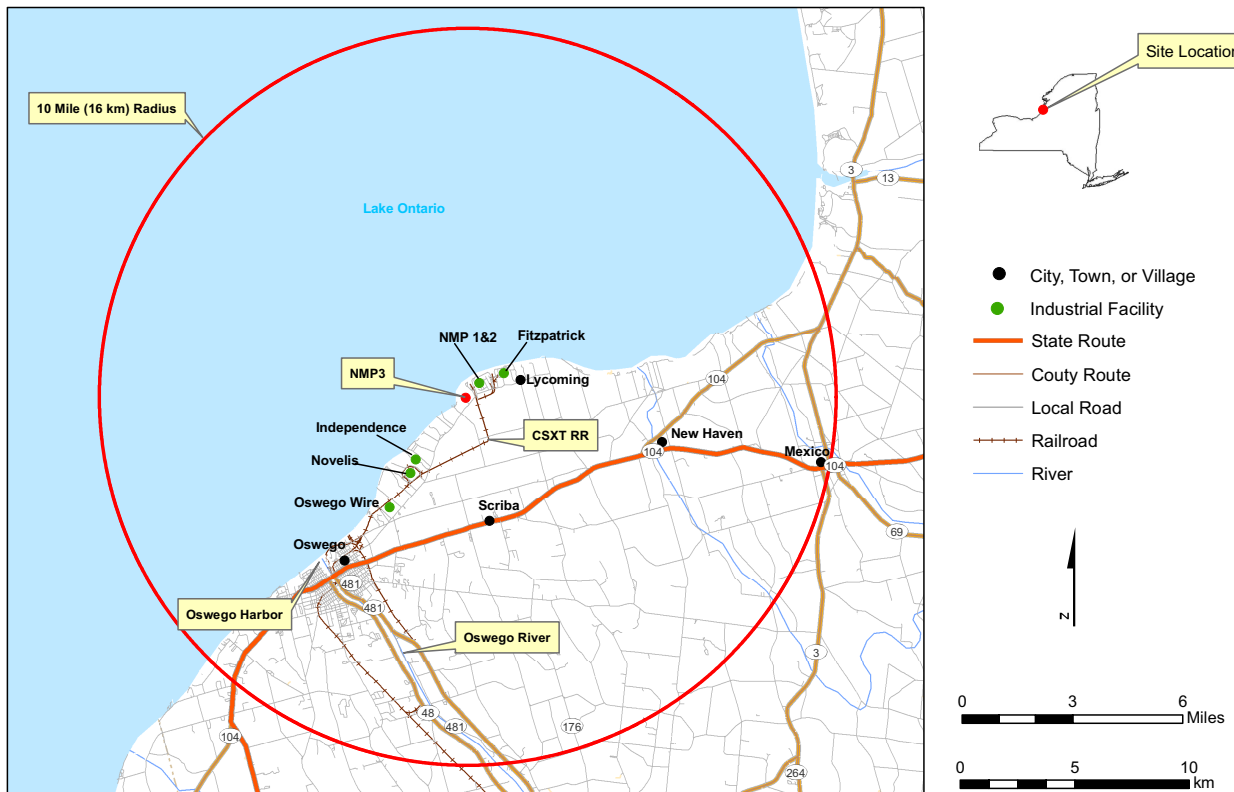 10 Mile (16 km) Radius
Lake Ontario
3
13
NMP 1&2
Fitzpatrick
NMP3
Lycoming
104
Independence
CSXT RR
New Haven
Novelis
104
Mexico
104
Oswego Wire
Scriba
69
Oswego
481
481
Oswego Harbor
Oswego River
3
48
481
176
104
264
Site Location
City, Town, or Village
Industrial Facility
State Route
Couty Route
Local Road
Railroad
River
N
0 3 6
Miles
0 5 10
km